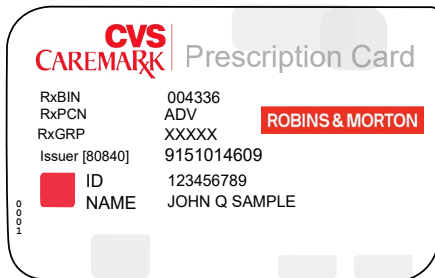 CVS
CAREMARK Prescription Card
RxBIN 004336
RxPCN ADV
RxGRP XXXXX
ROBINS & MORTON
Issuer [80840] 9151014609
ID 123456789
NAME JOHN Q SAMPLE
0001